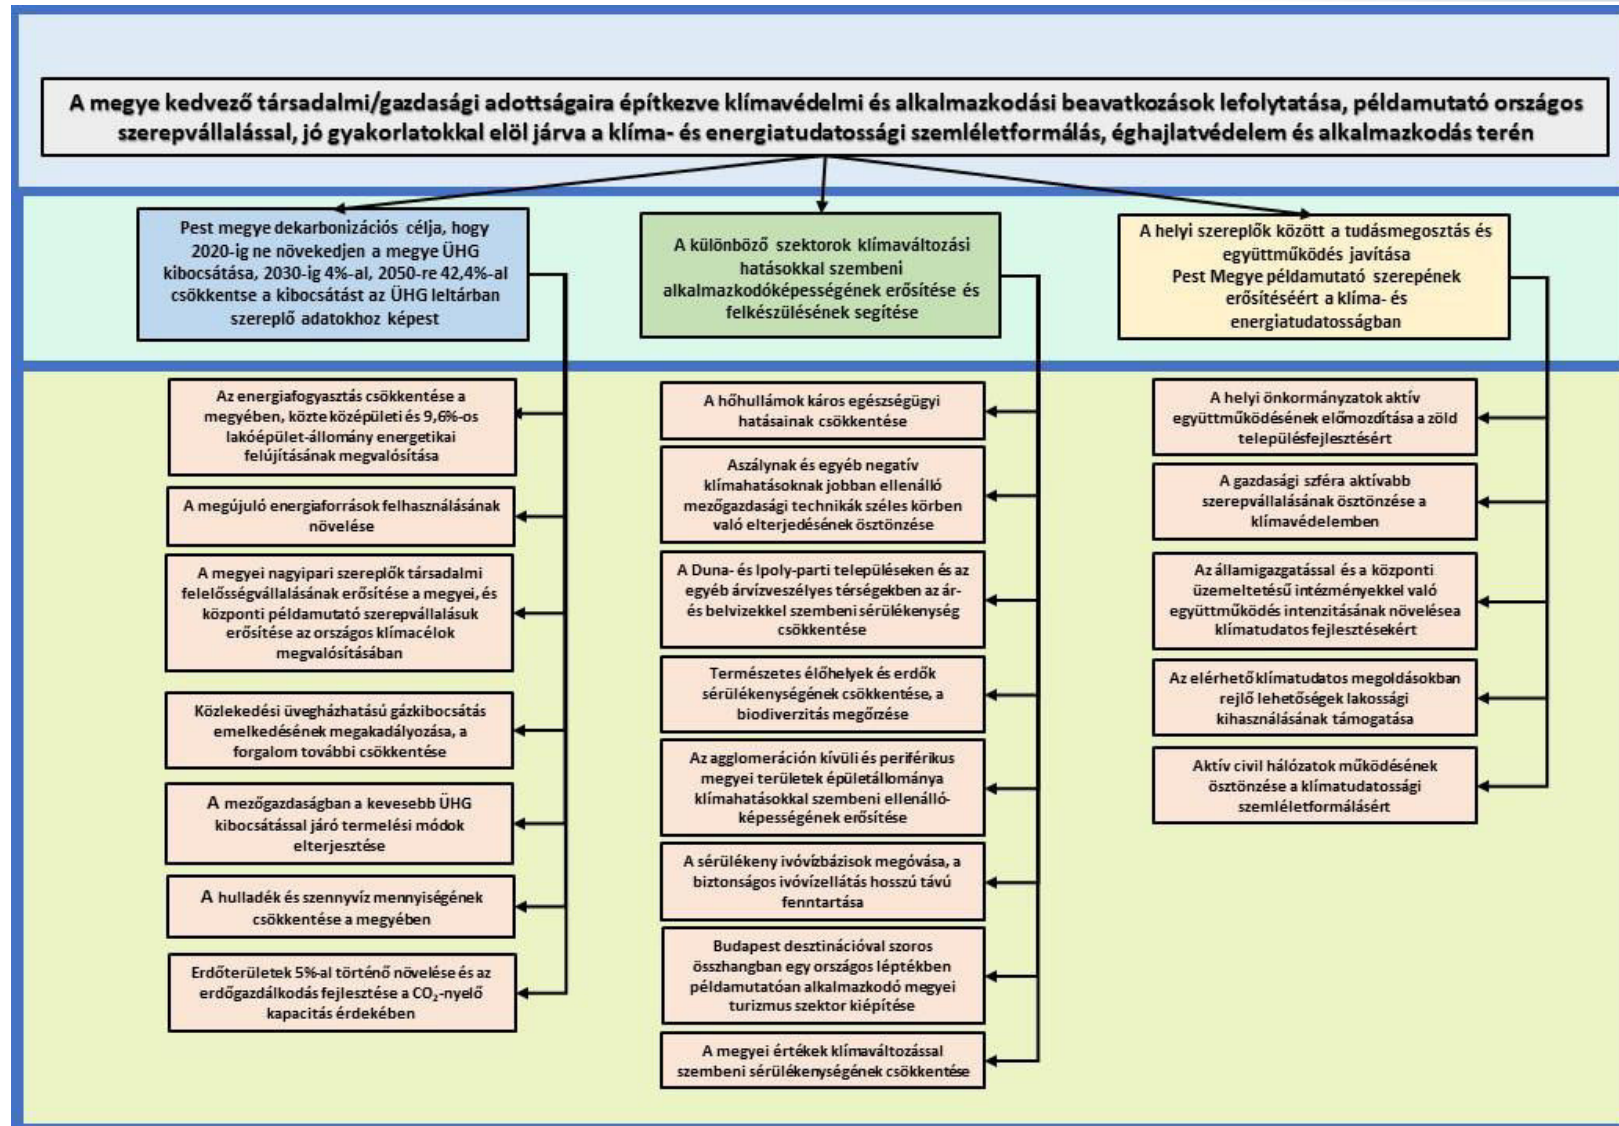 A megye kedvező társadalmi/gazdasági adottságaira építkezve klímavédelmi és alkalmazkodási beavatkozások lefolytatása, példamutató országos
szerepvállalással, jó gyakorlatokkal elöl járva a klíma- és energiatudatossági szemléletformálás, éghajlatvédelem és alkalmazkodás terén
Pest megye dekarbonizációs célja, hogy
2020-ig ne növekedjen a megye ÜHG
kibocsátása, 2030-ig 4%-al, 2050-re 42,4%-al
csökkentse a kibocsátást az ÜHG leltárban
szereplő adatokhoz képest
Az energiafogyasztás csökkentése a
megyében, közte középületi és 9,6%-os
lakóépület-állomány energetikai
felújításának megvalósítása
A megújuló energiaforrások felhasználásának
növelése
A megyei nagyipari szereplők társadalmi
felelősségvállalásának erősítése a megyei, és
központi példamutató szerepvállalásuk
erősítése az országos klímacélok
megvalósításában
Közlekedési üvegházhatású gázkibocsátás
emelkedésének megakadályozása, a
forgalom további csökkentése
A mezőgazdaságban a kevesebb ÜHG
kibocsátással járó termelési módok
elterjesztése
A hulladék és szennyvíz mennyiségének
csökkentése a megyében
Erdőterületek 5%-al történő növelése és az
erdőgazdálkodás fejlesztése a CO₂-nyelő
kapacitás érdekében
A különböző szektorok klímaváltozási
hatásokkal szembeni
alkalmazkodóképességének erősítése és
felkészülésének segítése
A hőhullámok káros egészségügyi
hatásainak csökkentése
Aszálynak és egyéb negatív
klímahatásoknak jobban ellenálló
mezőgazdasági technikák széles körben
való elterjedésének ösztönzése
A Duna- és Ipoly-parti településeken és az
egyéb árvízveszélyes térségekben az ár-
és belvizekkel szembeni sérülékenység
csökkentése
Természetes élőhelyek és erdők
sérülékenységének csökkentése, a
biodiverzitás megőrzése
Az agglomeráción kívüli és periférikus
megyei területek épületállománya
klímahatásokkal szembeni ellenálló-
képességének erősítése
A sérülékeny ivóvízbázisok megóvása, a
biztonságos ivóvízellátás hosszú távú
fenntartása
Budapest desztinációval szoros
összhangban egy országos léptékben
példamutatóan alkalmazkodó megyei
turizmus szektor kiépítése
A megyei értékek klímaváltozással
szembeni sérülékenységének csökkentése
A helyi szereplők között a tudásmegosztás és
együttműködés javítása
Pest Megye példamutató szerepének
erősítéséért a klíma- és
energiatudatosságban
A helyi önkormányzatok aktív
együttműködésének előmozdítása a zöld
településfejlesztésért
A gazdasági szféra aktívabb
szerepvállalásának ösztönzése a
klímavédelemben
Az államigazgatással és a központi
üzemeltetésű intézményekkel való
együttműködés intenzitásának növelésea
klímatudatos fejlesztésekért
Az elérhető klímatudatos megoldásokban
rejlő lehetőségek lakossági
kihasználásának támogatása
Aktív civil hálózatok működésének
ösztönzése a klímatudatossági
szemléletformálásért